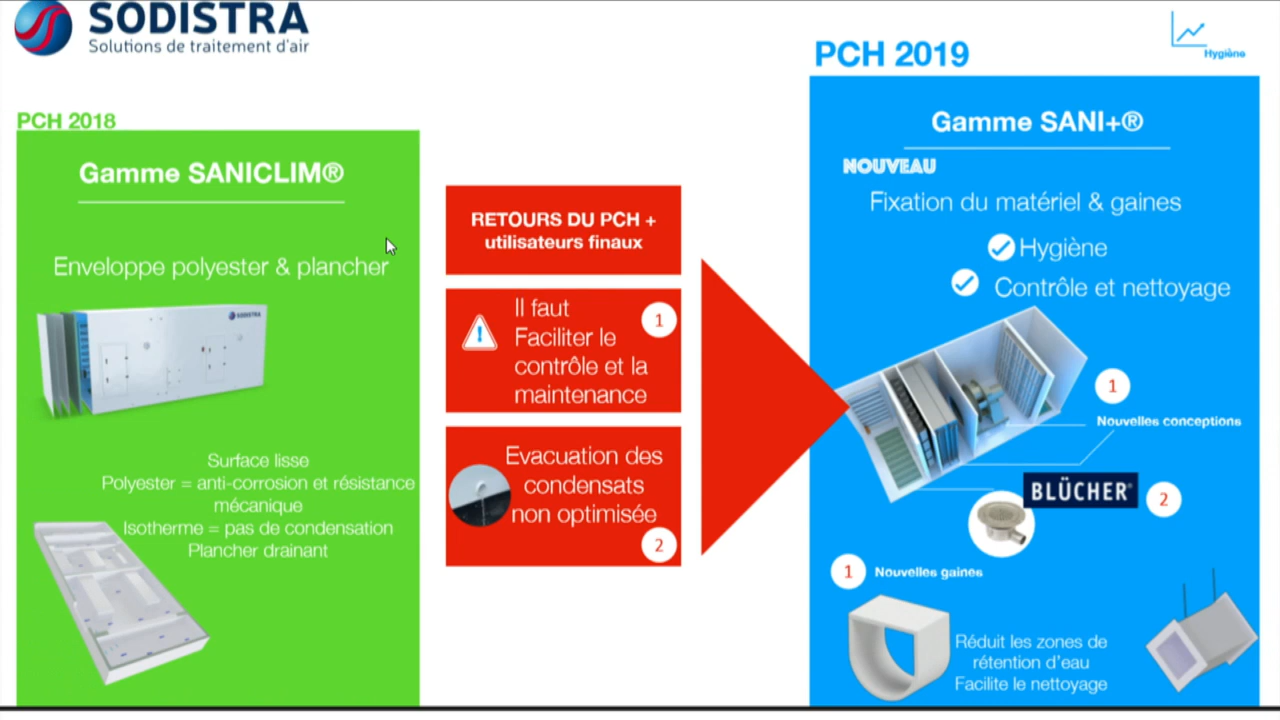 SODISTRA
Solutions de traitement d'air
PCH 2018
Gamme SANICLIM®
Enveloppe polyester & plancher
SODISTRA
Surface lisse
Polyester = anti-corrosion et résistance
mécanique
Isotherme = pas de condensation
Plancher drainant
RETOURS DU PCH +
utilisateurs finaux
Il faut
Faciliter le
contrôle et la
maintenance
1
Evacuation des
condensats
non optimisée
2
PCH 2019
Hygiène
Gamme SANI+®
NOUVEAU
Fixation du matériel & gaines
Hygiène
Contrôle et nettoyage
1
Nouvelles conceptions
BLÜCHER®
2
1
Nouvelles gaines
Réduit les zones de
rétention d'eau
Facilite le nettoyage